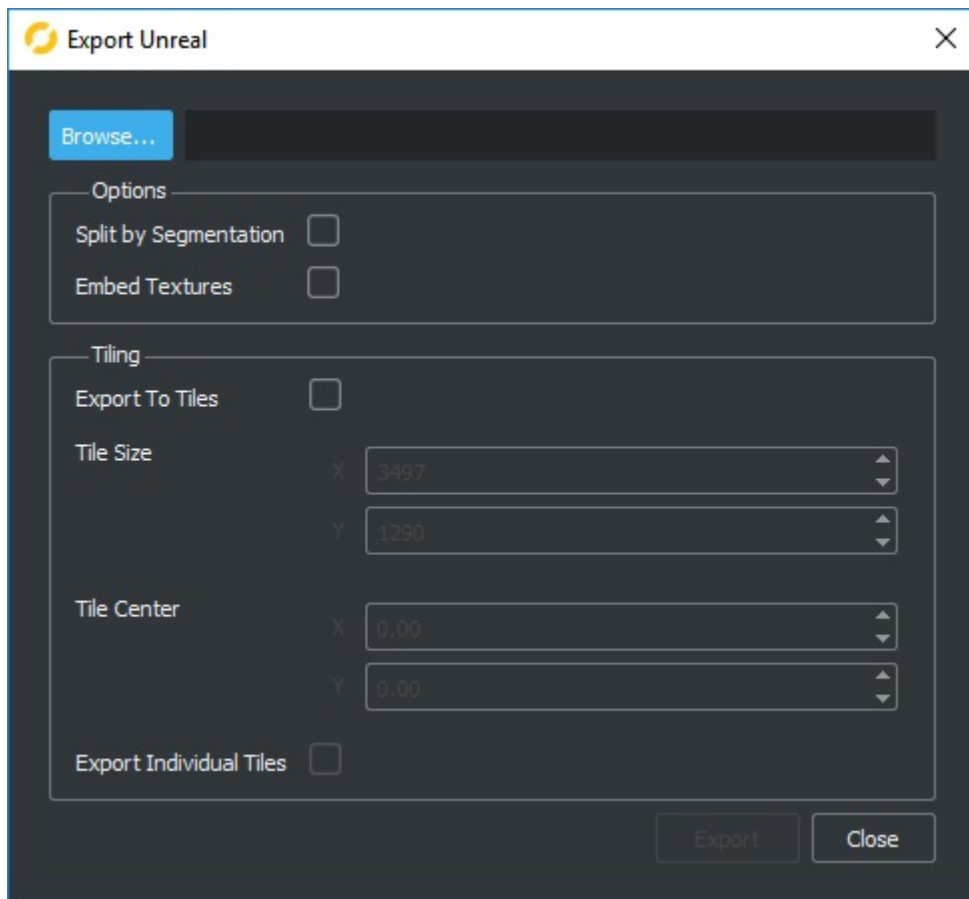 Export Unreal
Browse...
Options
Split by Segmentation
Embed Textures
Tiling
Export To Tiles
Tile Size
X 3497
Y 1290
Tile Center
X 0.00
Y 0.00
Export Individual Tiles
Export Close